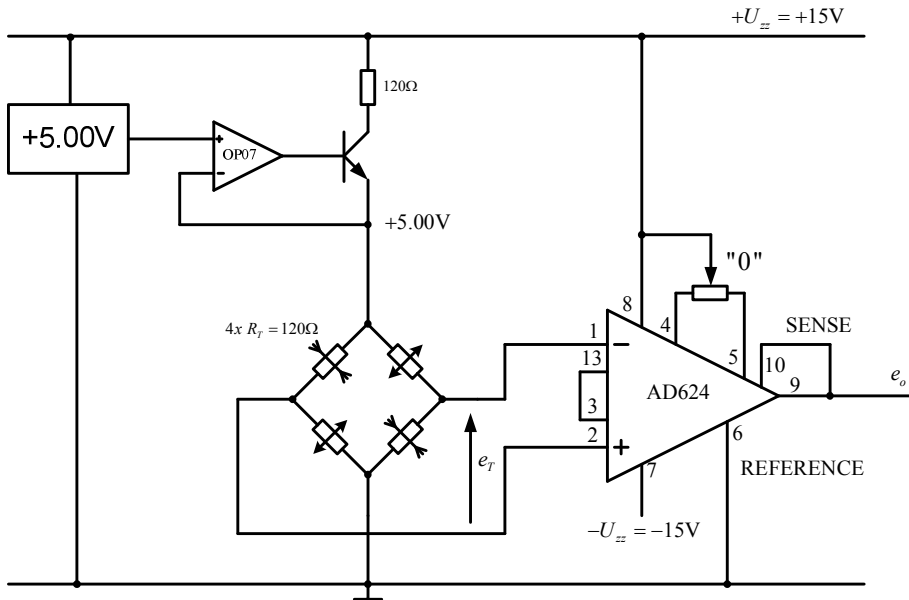 +U_zz = +15V
120Ω
+5.00V
+
OP07
−
+5.00V
"0"
8
4x R_T = 120Ω
4
5
SENSE
1
−
13
10
3
AD624
9
e_o
2
+
6
e_T
7
REFERENCE
−U_zz = −15V